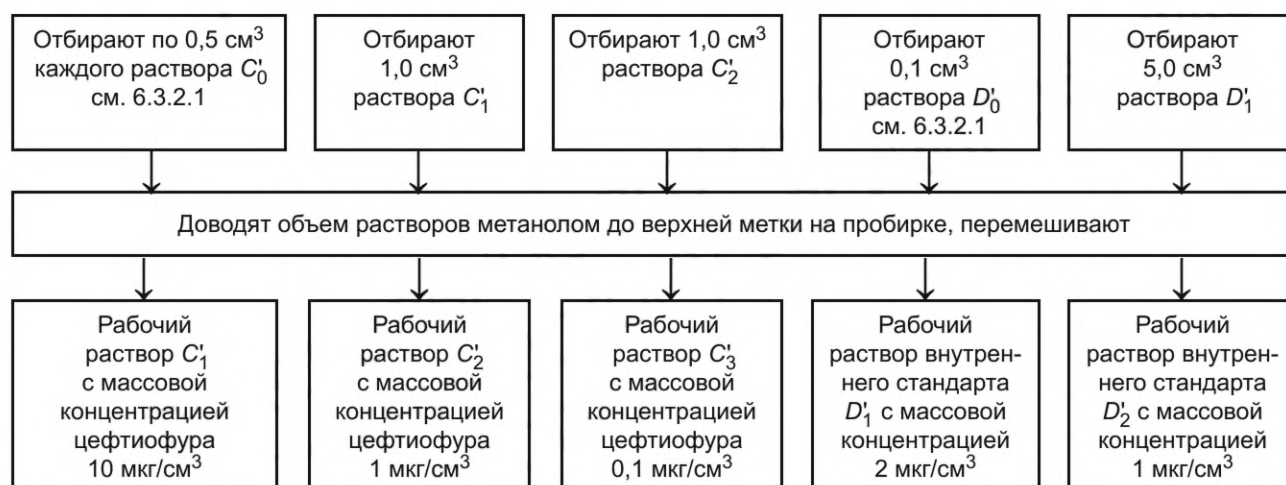 Отбирают по 0,5 см³
каждого раствора C'₀
см. 6.3.2.1
Отбирают
1,0 см³
раствора C'₁
Отбирают 1,0 см³
раствора C'₂
Отбирают
0,1 см³
раствора D'₀
см. 6.3.2.1
Отбирают
5,0 см³
раствора D'₁
Доводят объем растворов метанолом до верхней метки на пробирке, перемешивают
Рабочий
раствор C'₁
с массовой
концентрацией
цефтиофура
10 мкг/см³
Рабочий
раствор C'₂
с массовой
концентрацией
цефтиофура
1 мкг/см³
Рабочий
раствор C'₃
с массовой
концентрацией
цефтиофура
0,1 мкг/см³
Рабочий
раствор внутрен-
него стандарта
D'₁ с массовой
концентрацией
2 мкг/см³
Рабочий
раствор внутрен-
него стандарта
D'₂ с массовой
концентрацией
1 мкг/см³